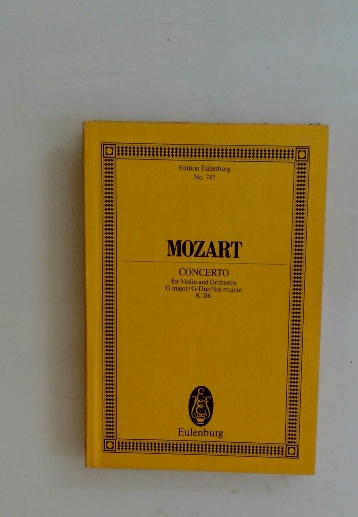 Edition Eulenburg
No. 747
MOZART
CONCERTO
for Violin and Orchestra
G major/G-Dur/Sol majeur
K 216
Eulenburg